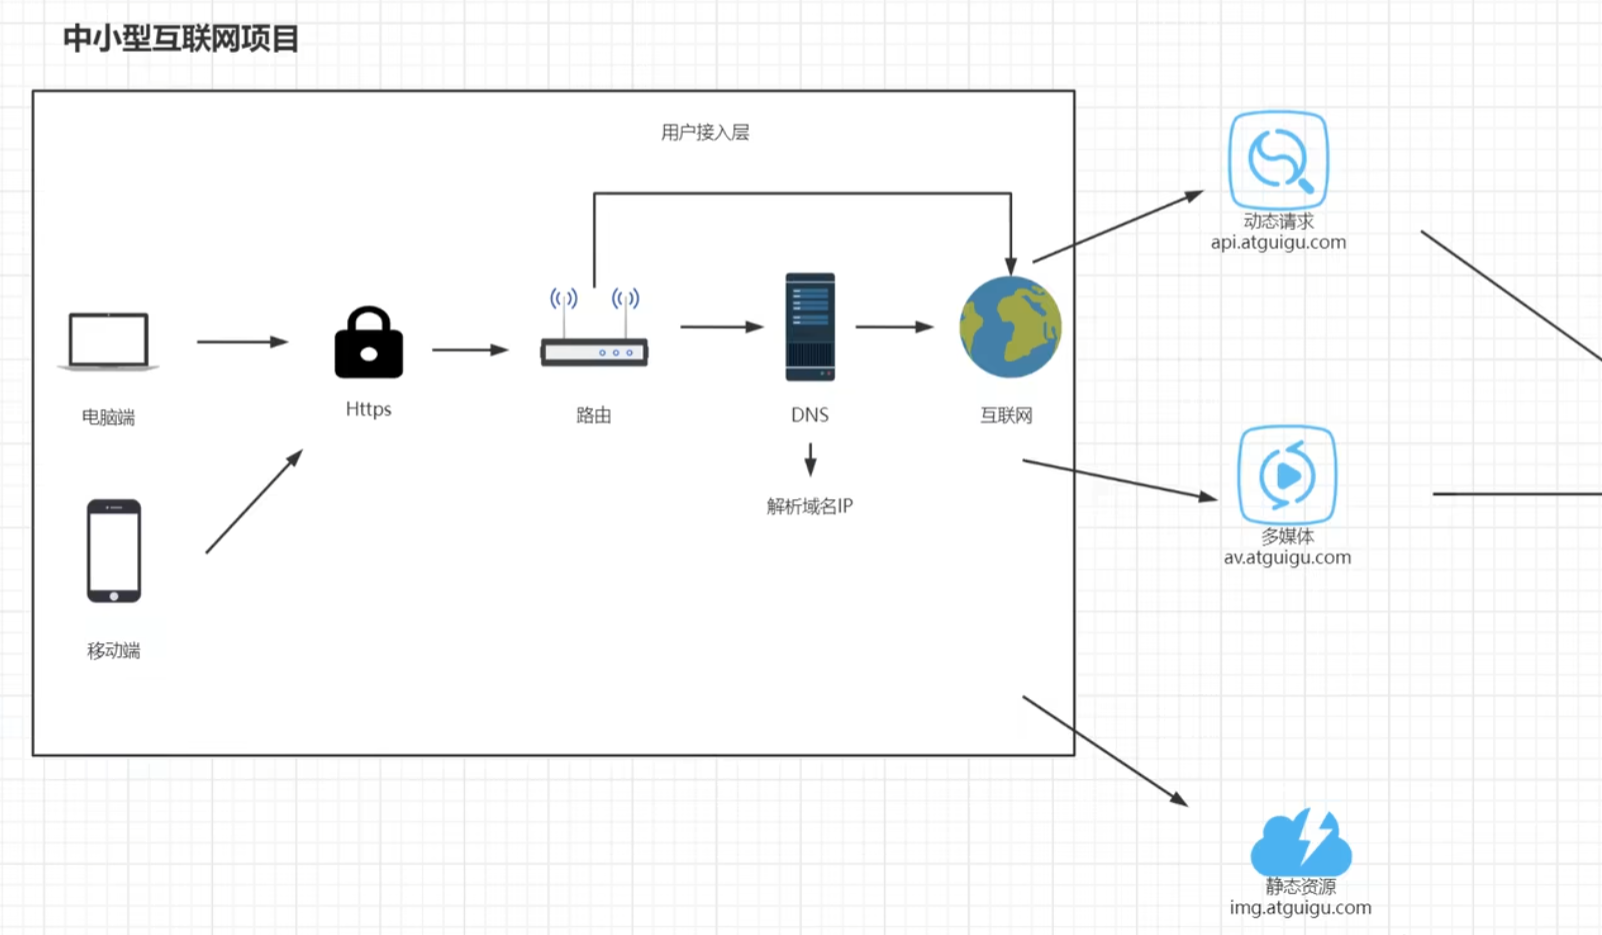 中小型互联网项目
用户接入层
动态请求
api.atguigu.com
电脑端
Https
路由
DNS
互联网
解析域名IP
多媒体
av.atguigu.com
移动端
静态资源
img.atguigu.com